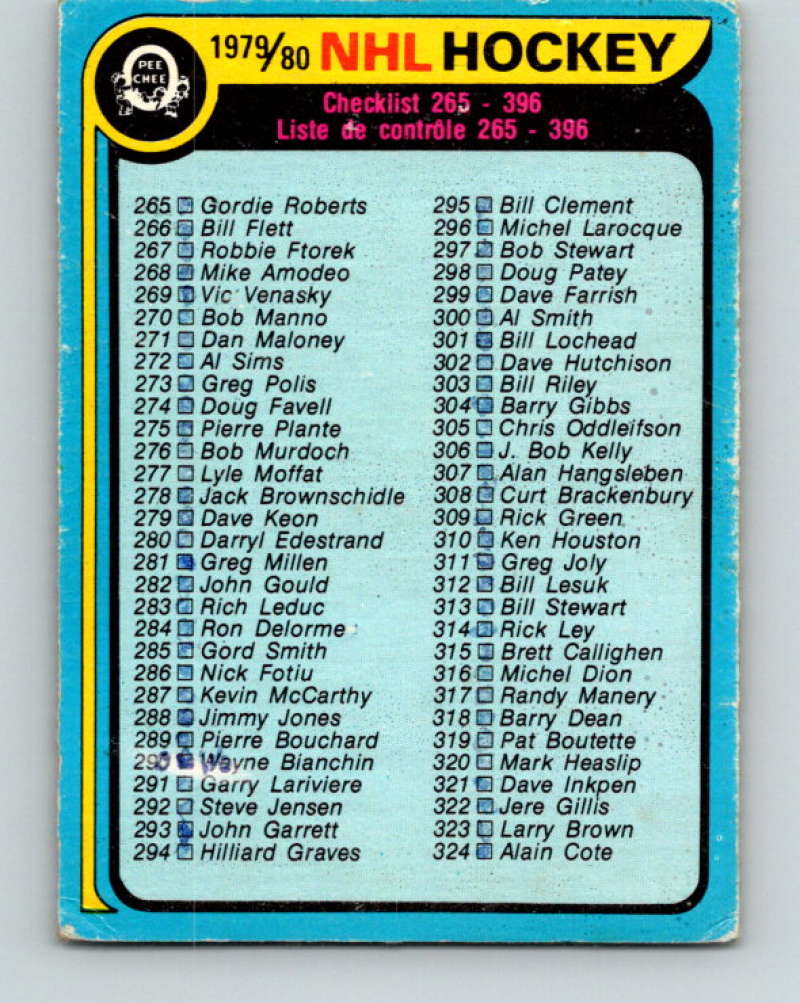 O
PEE
CHEE
1979/80 NHL HOCKEY
Checklist 265 - 396
Liste de contrôle 265 - 396
265 Gordie Roberts
266 Bill Flett
267 Robbie Ftorek
268 Mike Amodeo
269 Vic Venasky
270 Bob Manno
271 Dan Maloney
272 Al Sims
273 Greg Polis
274 Doug Favell
275 Pierre Plante
276 Bob Murdoch
277 Lyle Moffat
278 Jack Brownschidle
279 Dave Keon
280 Darryl Edestrand
281 Greg Millen
282 John Gould
283 Rich Leduc
284 Ron Delorme
285 Gord Smith
286 Nick Fotiu
287 Kevin McCarthy
288 Jimmy Jones
289 Pierre Bouchard
290 Wayne Bianchin
291 Garry Lariviere
292 Steve Jensen
293 John Garrett
294 Hilliard Graves
295 Bill Clement
296 Michel Larocque
297 Bob Stewart
298 Doug Patey
299 Dave Farrish
300 Al Smith
301 Bill Lochead
302 Dave Hutchison
303 Bill Riley
304 Barry Gibbs
305 Chris Oddleifson
306 J. Bob Kelly
307 Alan Hangsleben
308 Curt Brackenbury
309 Rick Green
310 Ken Houston
311 Greg Joly
312 Bill Lesuk
313 Bill Stewart
314 Rick Ley
315 Brett Callighen
316 Michel Dion
317 Randy Manery
318 Barry Dean
319 Pat Boutette
320 Mark Heaslip
321 Dave Inkpen
322 Jere Gillis
323 Larry Brown
324 Alain Cote